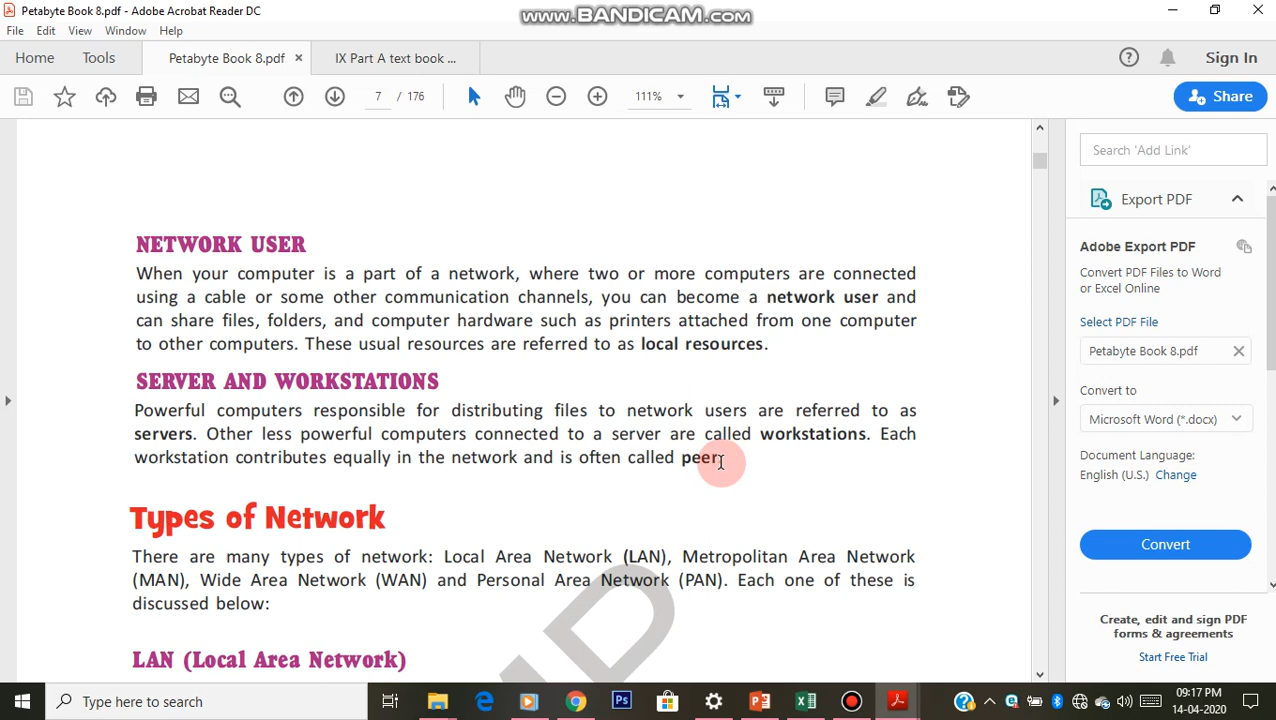 Petabyte Book 8.pdf - Adobe Acrobat Reader DC
www.BANDICAM.com
File Edit View Window Help
Home Tools Petabyte Book 8.pdf × IX Part A text book ... Sign In
7 / 176 111% Share
Search 'Add Link'
Export PDF
Adobe Export PDF
Convert PDF Files to Word
or Excel Online
Select PDF File
Petabyte Book 8.pdf
Convert to
Microsoft Word (*.docx)
Document Language:
English (U.S.) Change
Convert
Create, edit and sign PDF
forms & agreements
Start Free Trial
NETWORK USER
When your computer is a part of a network, where two or more computers are connected
using a cable or some other communication channels, you can become a network user and
can share files, folders, and computer hardware such as printers attached from one computer
to other computers. These usual resources are referred to as local resources.
SERVER AND WORKSTATIONS
Powerful computers responsible for distributing files to network users are referred to as
servers. Other less powerful computers connected to a server are called workstations. Each
workstation contributes equally in the network and is often called peer.
Types of Network
There are many types of network: Local Area Network (LAN), Metropolitan Area Network
(MAN), Wide Area Network (WAN) and Personal Area Network (PAN). Each one of these is
discussed below:
LAN (Local Area Network)
Type here to search
Ps
09:17 PM
14-04-2020